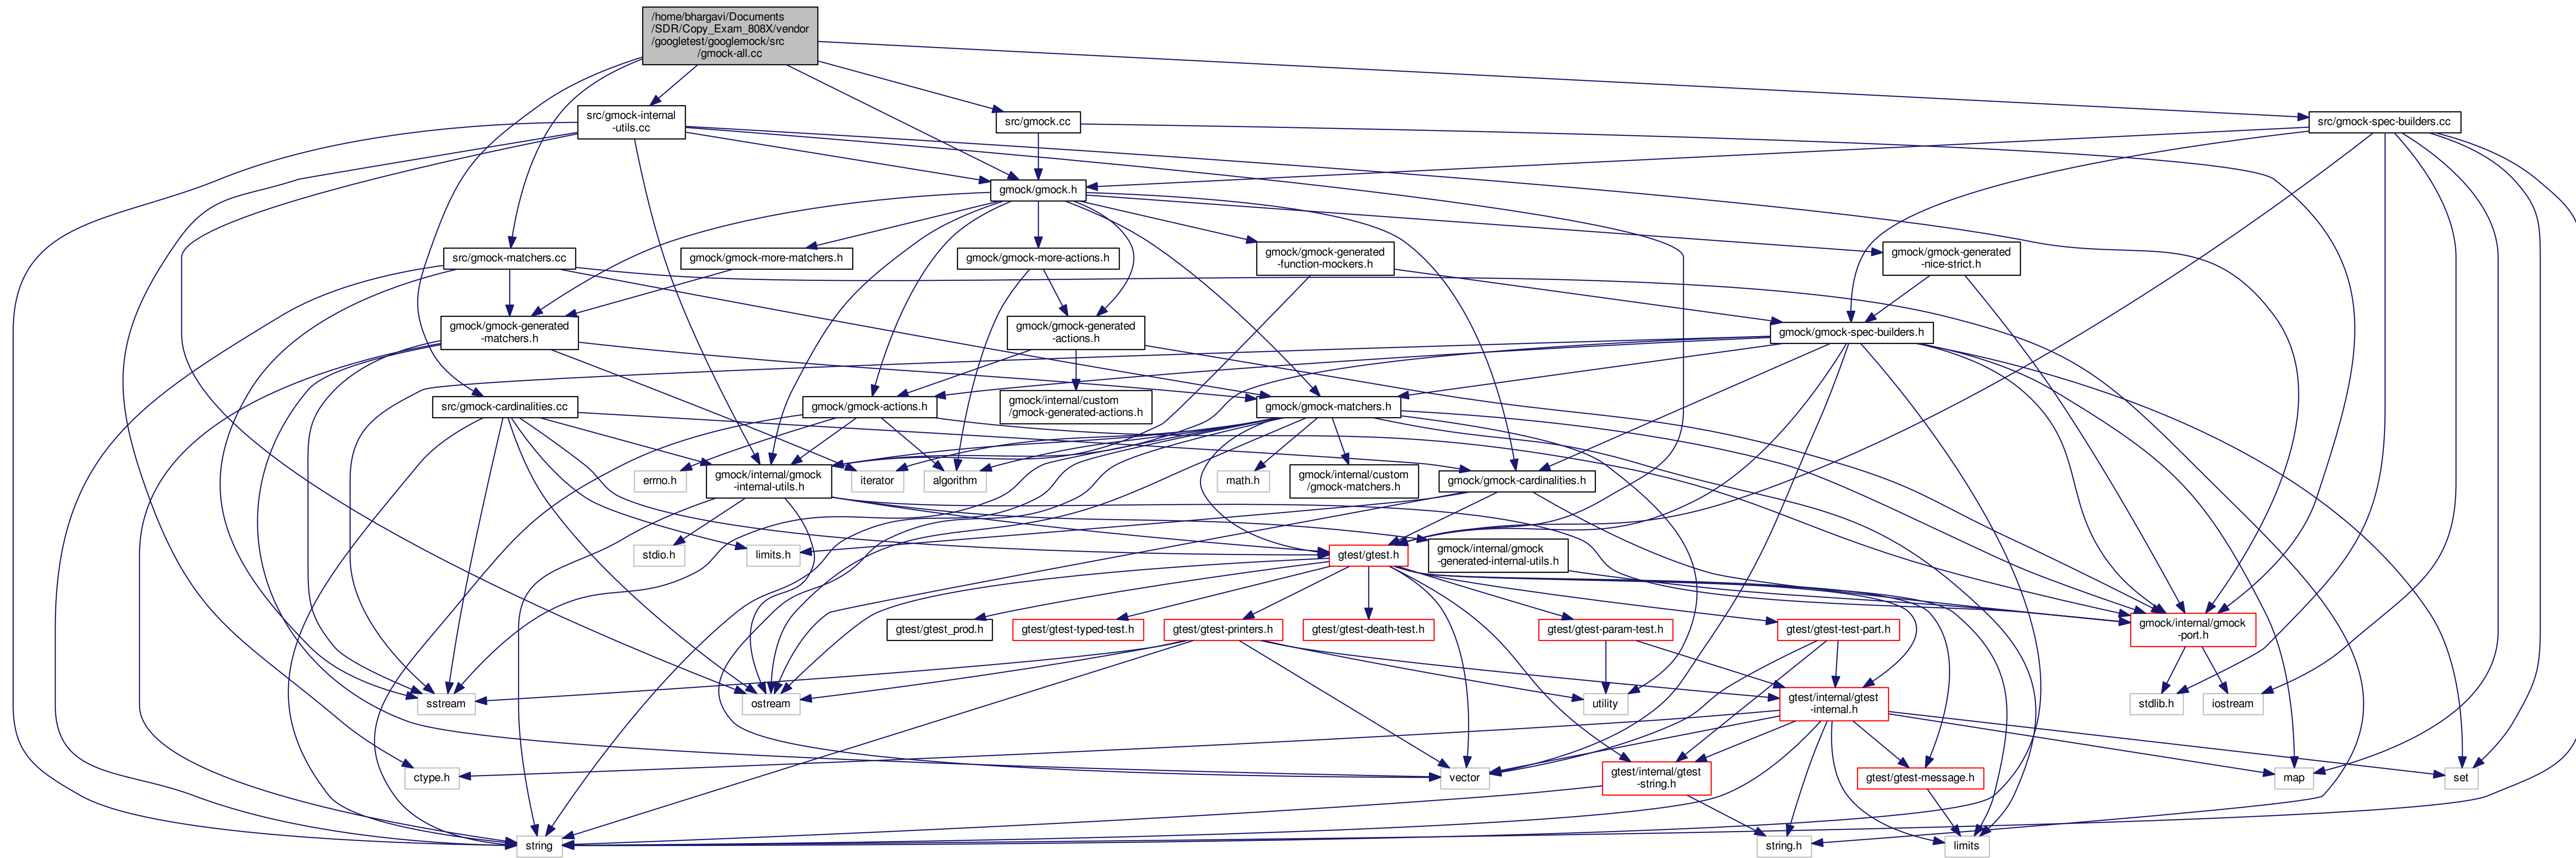 /home/bhargavi/Documents
/SDR/Copy_Exam_808X/vendor
/googletest/googlemock/src
/gmock-all.cc
src/gmock-internal
-utils.cc
src/gmock.cc
src/gmock-spec-builders.cc
gmock/gmock.h
src/gmock-matchers.cc
gmock/gmock-more-matchers.h
gmock/gmock-more-actions.h
gmock/gmock-generated
-function-mockers.h
gmock/gmock-generated
-nice-strict.h
gmock/gmock-generated
-matchers.h
gmock/gmock-generated
-actions.h
gmock/gmock-spec-builders.h
src/gmock-cardinalities.cc
gmock/gmock-actions.h
gmock/internal/custom
/gmock-generated-actions.h
gmock/gmock-matchers.h
errno.h
gmock/internal/gmock
-internal-utils.h
iterator
algorithm
math.h
gmock/internal/custom
/gmock-matchers.h
gmock/gmock-cardinalities.h
stdio.h
limits.h
gtest/gtest.h
gmock/internal/gmock
-generated-internal-utils.h
gtest/gtest_prod.h
gtest/gtest-typed-test.h
gtest/gtest-printers.h
gtest/gtest-death-test.h
gtest/gtest-param-test.h
gtest/gtest-test-part.h
gmock/internal/gmock
-port.h
sstream
ostream
utility
gtest/internal/gtest
-internal.h
stdlib.h
iostream
ctype.h
vector
gtest/internal/gtest
-string.h
gtest/gtest-message.h
map
set
string
string.h
limits